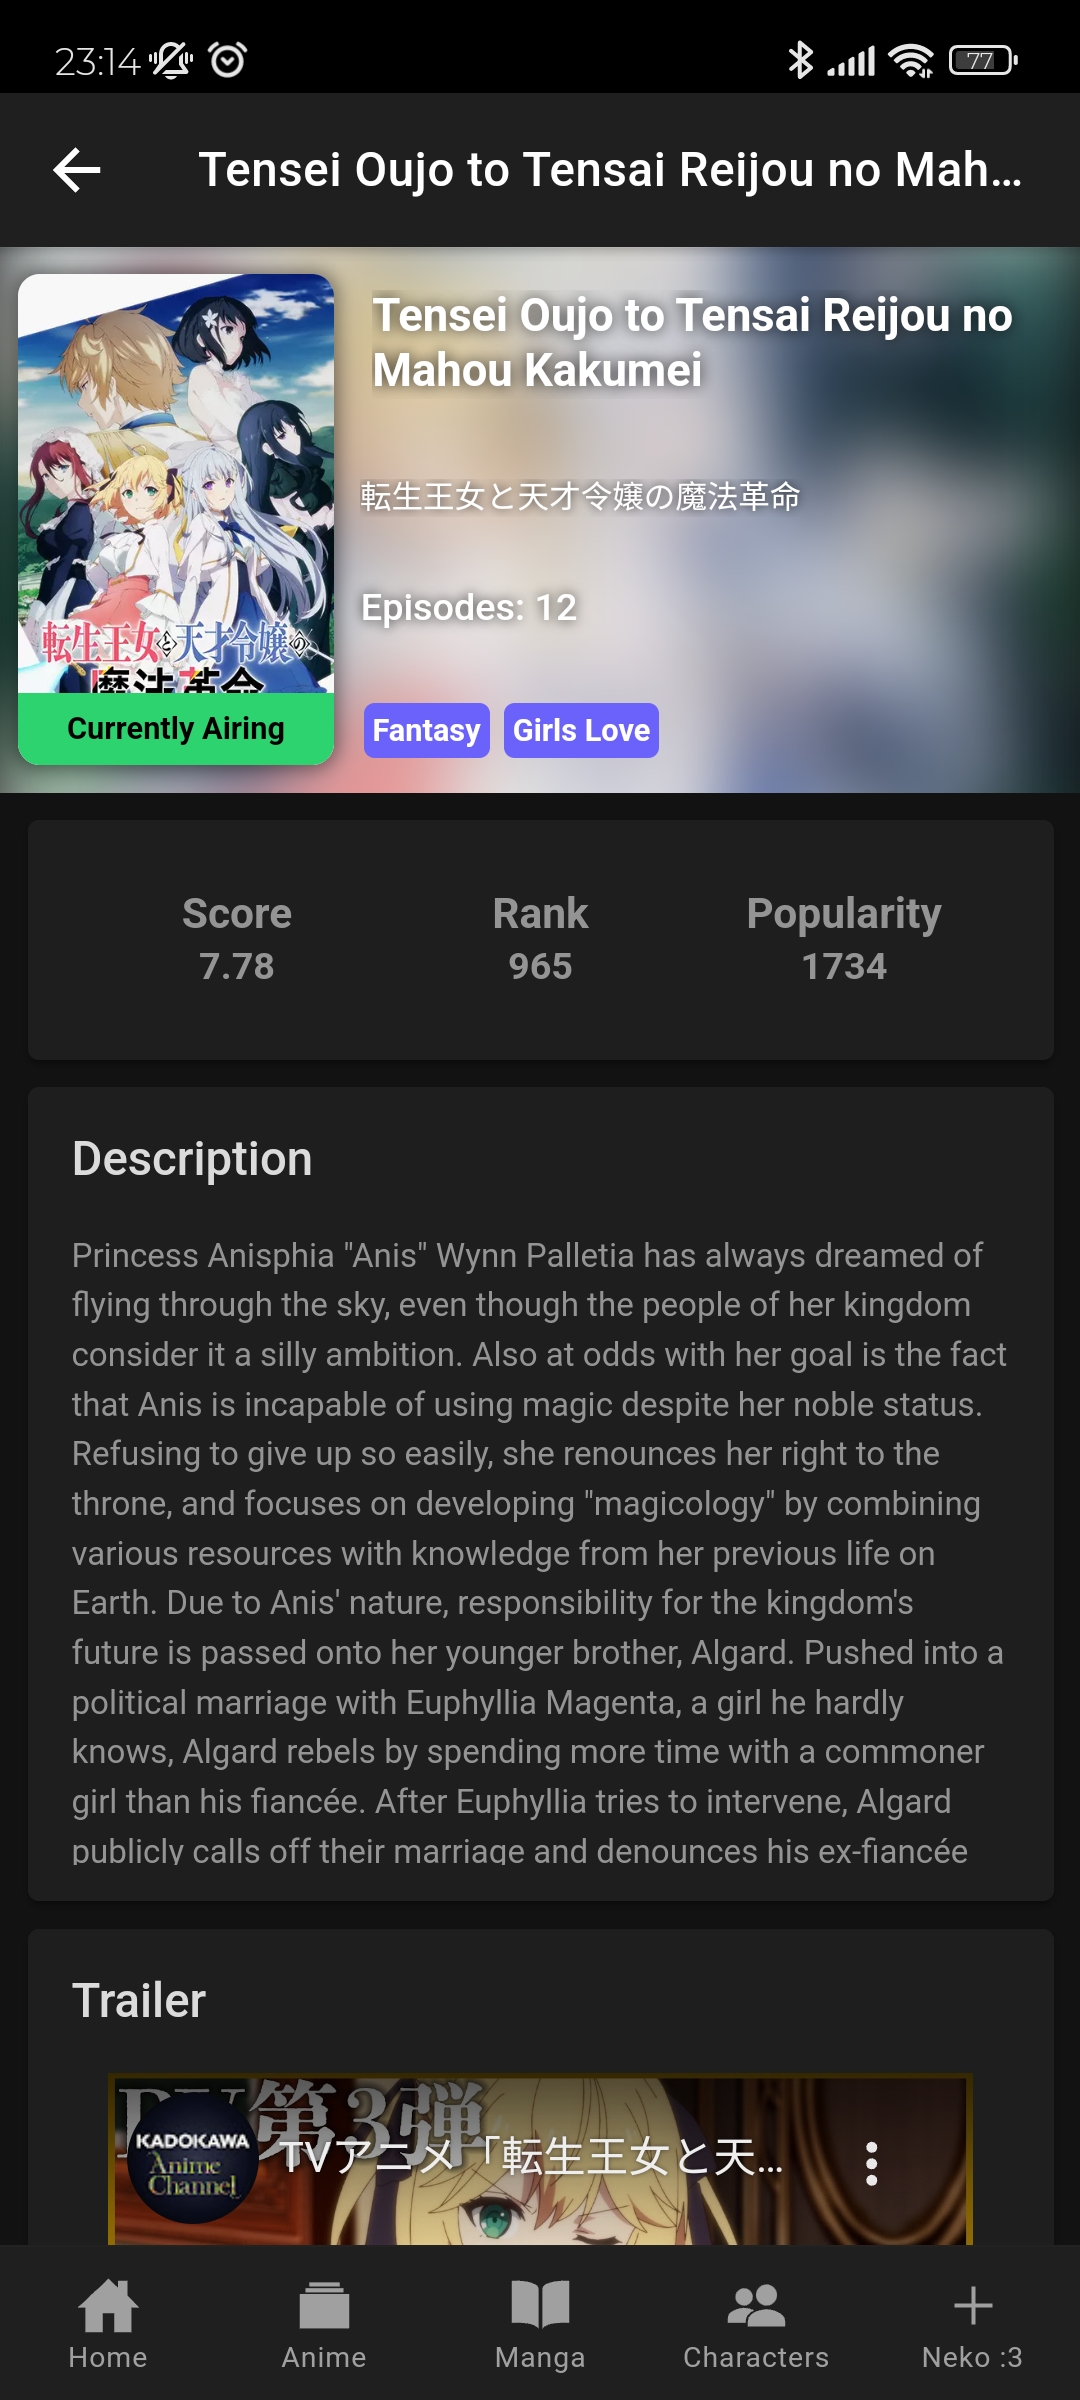 23:14
77
Tensei Oujo to Tensai Reijou no Mah...
Tensei Oujo to Tensai Reijou no
Mahou Kakumei
転生王女と天才令嬢の魔法革命
Episodes: 12
転生王女と天才令嬢の
魔法革命
Currently Airing
Fantasy
Girls Love
Score
7.78
Rank
965
Popularity
1734
Description
Princess Anisphia "Anis" Wynn Palletia has always dreamed of
flying through the sky, even though the people of her kingdom
consider it a silly ambition. Also at odds with her goal is the fact
that Anis is incapable of using magic despite her noble status.
Refusing to give up so easily, she renounces her right to the
throne, and focuses on developing "magicology" by combining
various resources with knowledge from her previous life on
Earth. Due to Anis' nature, responsibility for the kingdom's
future is passed onto her younger brother, Algard. Pushed into a
political marriage with Euphyllia Magenta, a girl he hardly
knows, Algard rebels by spending more time with a commoner
girl than his fiancée. After Euphyllia tries to intervene, Algard
publicly calls off their marriage and denounces his ex-fiancée
Trailer
PV第3弾
KADOKAWA
Anime
Channel
TVアニメ「転生王女と天...
Home
Anime
Manga
Characters
Neko :3